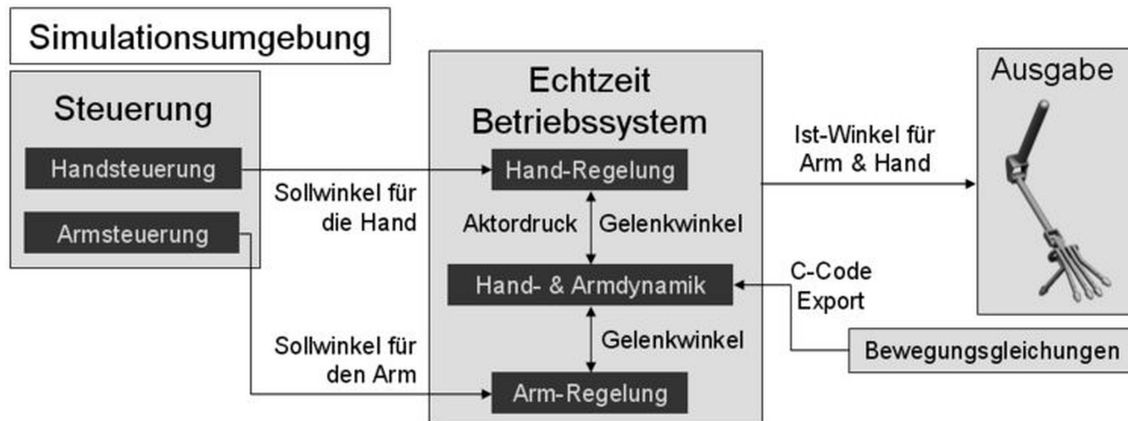 Simulationsumgebung
Steuerung
Handsteuerung
Armsteuerung
Sollwinkel für
die Hand
Sollwinkel für
den Arm
Echtzeit
Betriebssystem
Hand-Regelung
Aktordruck
Gelenkwinkel
Hand- & Armdynamik
Gelenkwinkel
Arm-Regelung
Ist-Winkel für
Arm & Hand
C-Code
Export
Ausgabe
Bewegungsgleichungen